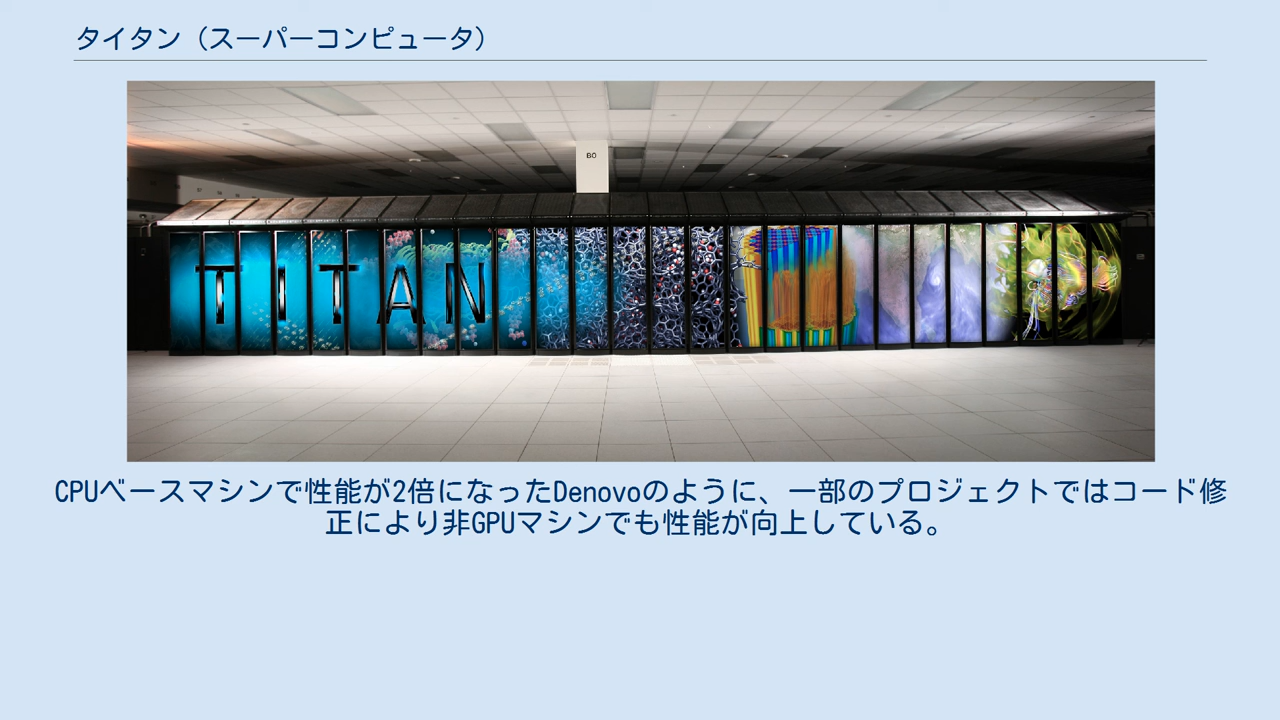 タイタン（スーパーコンピュータ）
BO
TITAN
CPUベースマシンで性能が2倍になったDenovoのように、一部のプロジェクトではコード修
正により非GPUマシンでも性能が向上している。